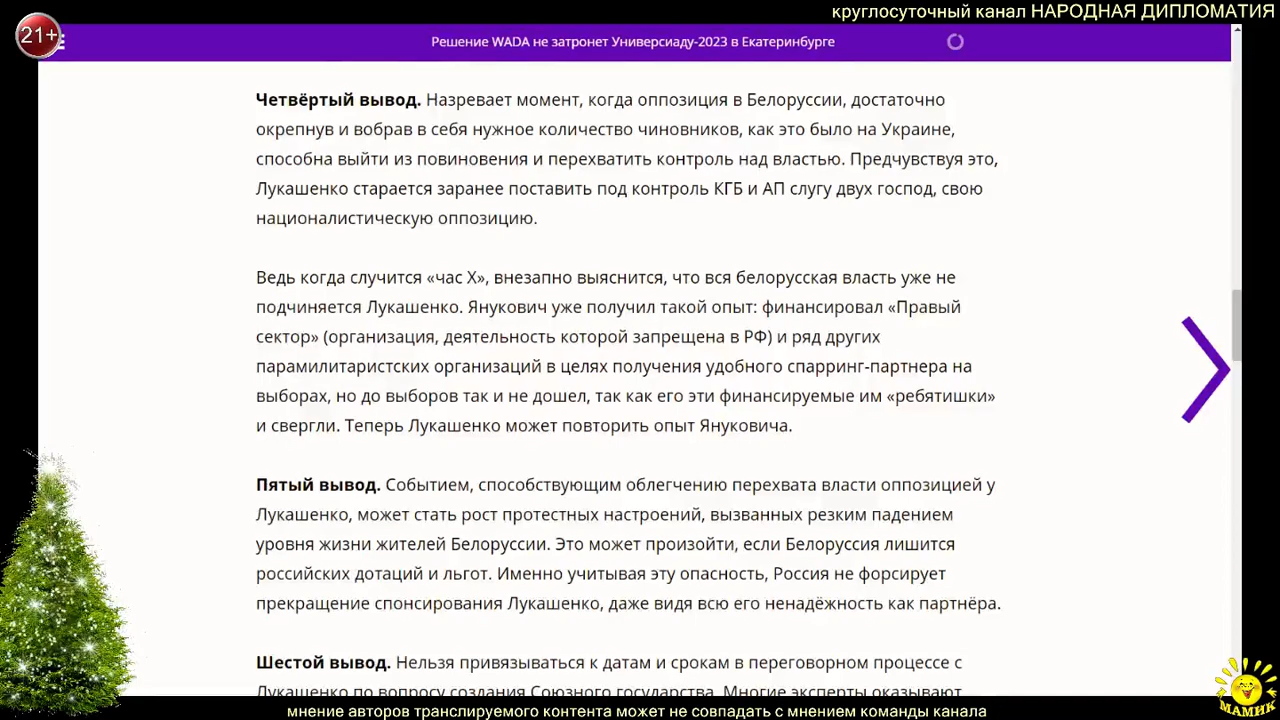 круглосуточный канал НАРОДНАЯ ДИПЛОМАТИЯ
21+
Решение WADA не затронет Универсиаду-2023 в Екатеринбурге
Четвёртый вывод. Назревает момент, когда оппозиция в Белоруссии, достаточно
окрепнув и вобрав в себя нужное количество чиновников, как это было на Украине,
способна выйти из повиновения и перехватить контроль над властью. Предчувствуя это,
Лукашенко старается заранее поставить под контроль КГБ и АП слугу двух господ, свою
националистическую оппозицию.
Ведь когда случится «час Х», внезапно выяснится, что вся белорусская власть уже не
подчиняется Лукашенко. Янукович уже получил такой опыт: финансировал «Правый
сектор» (организация, деятельность которой запрещена в РФ) и ряд других
парамилитаристских организаций в целях получения удобного спарринг-партнера на
выборах, но до выборов так и не дошел, так как его эти финансируемые им «ребятишки»
и свергли. Теперь Лукашенко может повторить опыт Януковича.
Пятый вывод. Событием, способствующим облегчению перехвата власти оппозицией у
Лукашенко, может стать рост протестных настроений, вызванных резким падением
уровня жизни жителей Белоруссии. Это может произойти, если Белоруссия лишится
российских дотаций и льгот. Именно учитывая эту опасность, Россия не форсирует
прекращение спонсирования Лукашенко, даже видя всю его ненадёжность как партнёра.
Шестой вывод. Нельзя привязываться к датам и срокам в переговорном процессе с
Лукашенко по вопросу создания Союзного государства. Многие эксперты оказывают
МАМИК
мнение авторов транслируемого контента может не совпадать с мнением команды канала